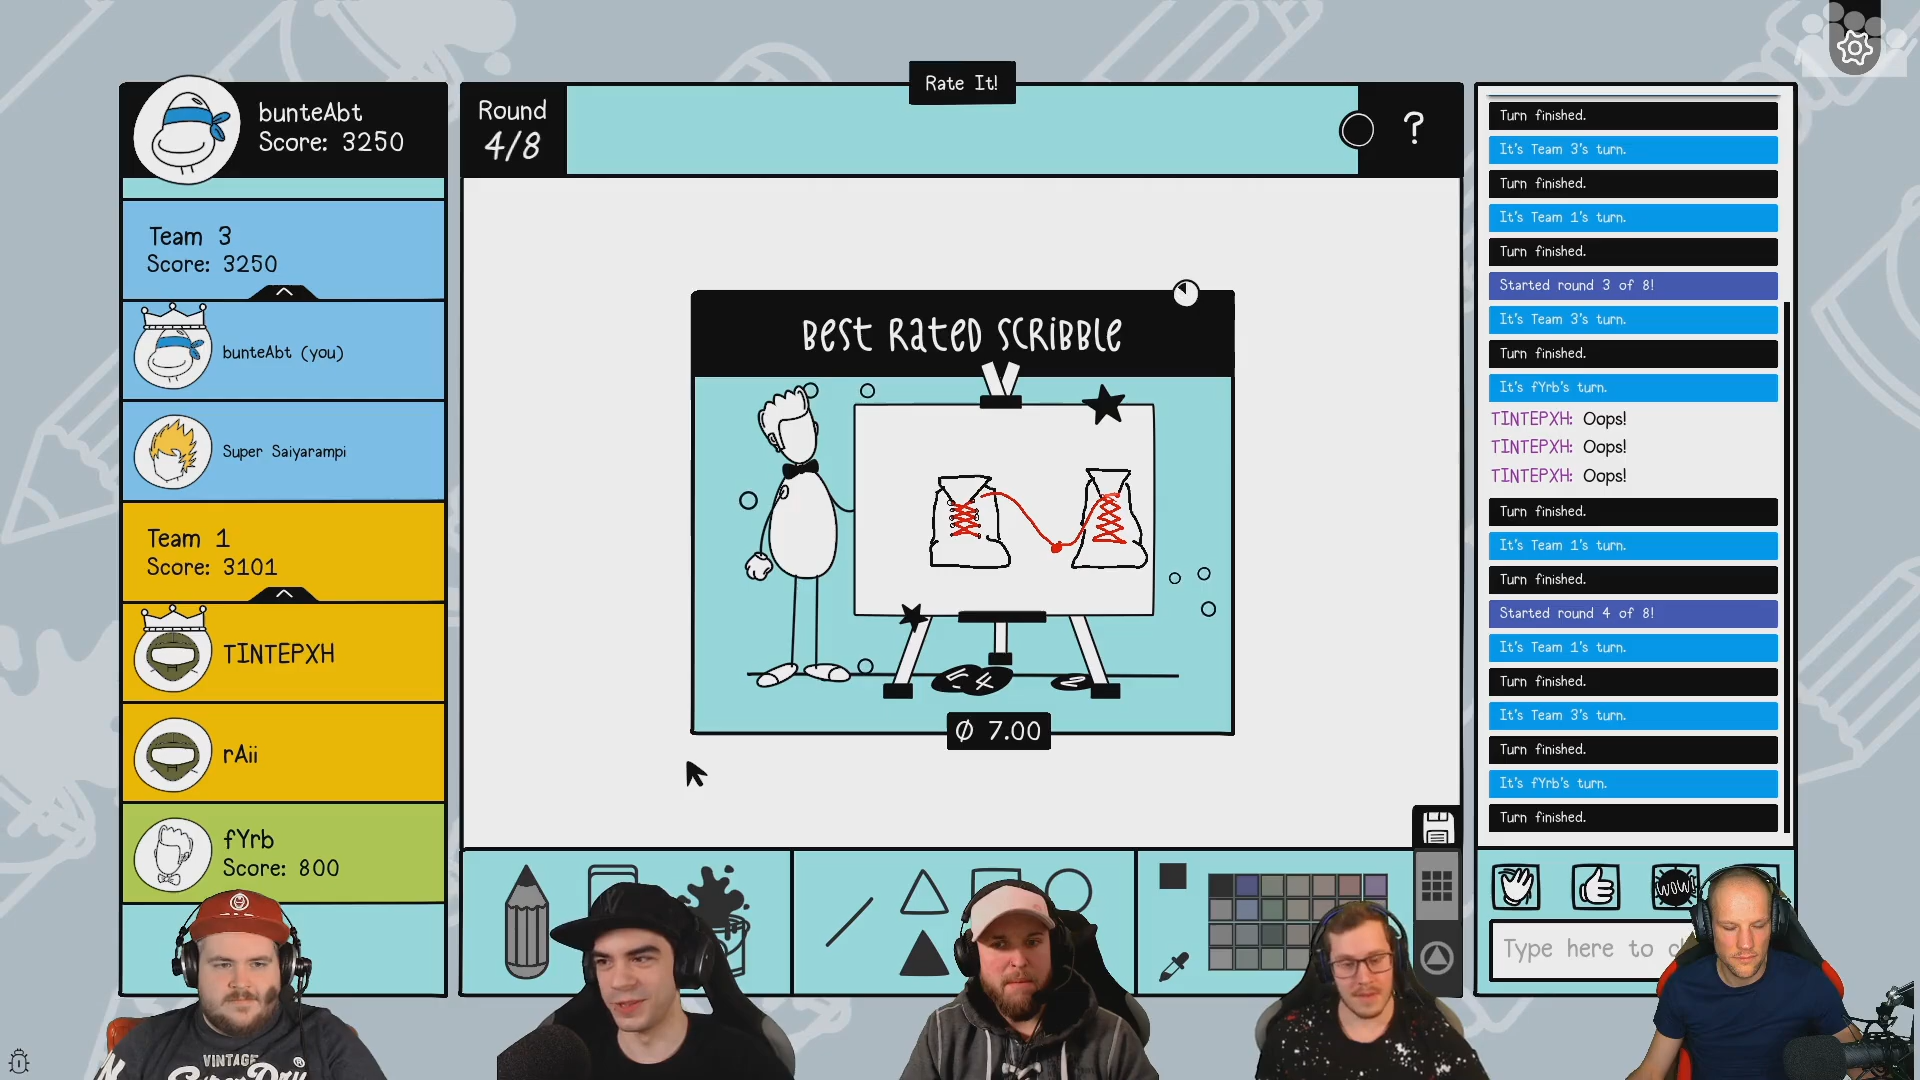 Rate It!
bunteAbt
Score: 3250
Round
4/8
?
Team 3
Score: 3250
bunteAbt (you)
Super Saiyarampi
Team 1
Score: 3101
TINTEPXH
rAii
fYrb
Score: 800
Best Rated Scribble
Ø 7.00
Turn finished.
It's Team 3's turn.
Turn finished.
It's Team 1's turn.
Turn finished.
Started round 3 of 8!
It's Team 3's turn.
Turn finished.
It's fYrb's turn.
TINTEPXH: Oops!
TINTEPXH: Oops!
TINTEPXH: Oops!
Turn finished.
It's Team 1's turn.
Turn finished.
Started round 4 of 8!
It's Team 1's turn.
Turn finished.
It's Team 3's turn.
Turn finished.
It's fYrb's turn.
Turn finished.
WOW!
Type here to
VINTAGE